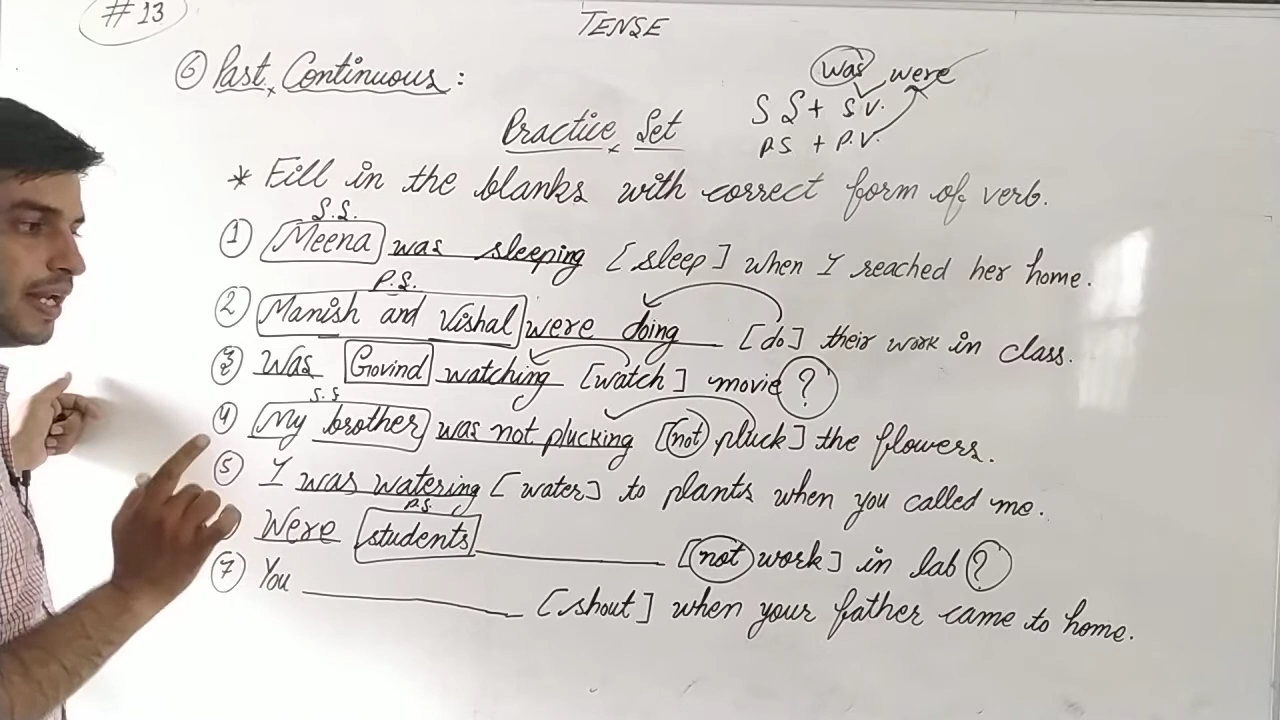 # 13
TENSE
⑥ Past Continuous :
was were
S S + S V.
P.S + P.V.
Practice Set
* Fill in the blanks with correct form of verb.
S.S.
① Meena was sleeping [sleep] when I reached her home.
P.S.
② Manish and Vishal were doing [do] their work in class.
③ Was Govind watching [watch] movie ?
S.S
④ My brother was not plucking [not pluck] the flowers.
⑤ I was watering [water] to plants when you called me.
P.S.
Were students ________ [not work] in lab ?
⑦ You ________ [shout] when your father came to home.